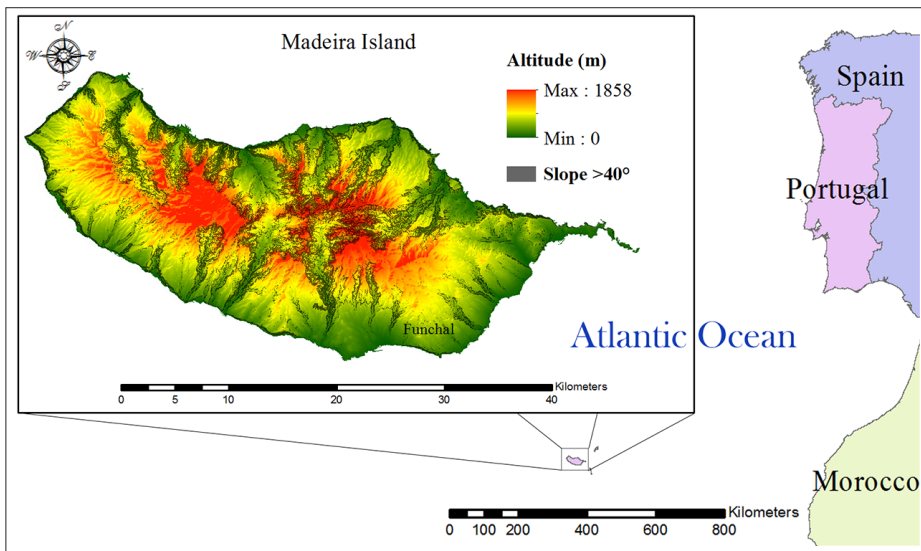 Madeira Island
N
W
E
S
Altitude (m)
Max : 1858
Min : 0
Slope >40°
Funchal
Kilometers
0 5 10 20 30 40
Spain
Portugal
Atlantic Ocean
Morocco
Kilometers
0 100 200 400 600 800